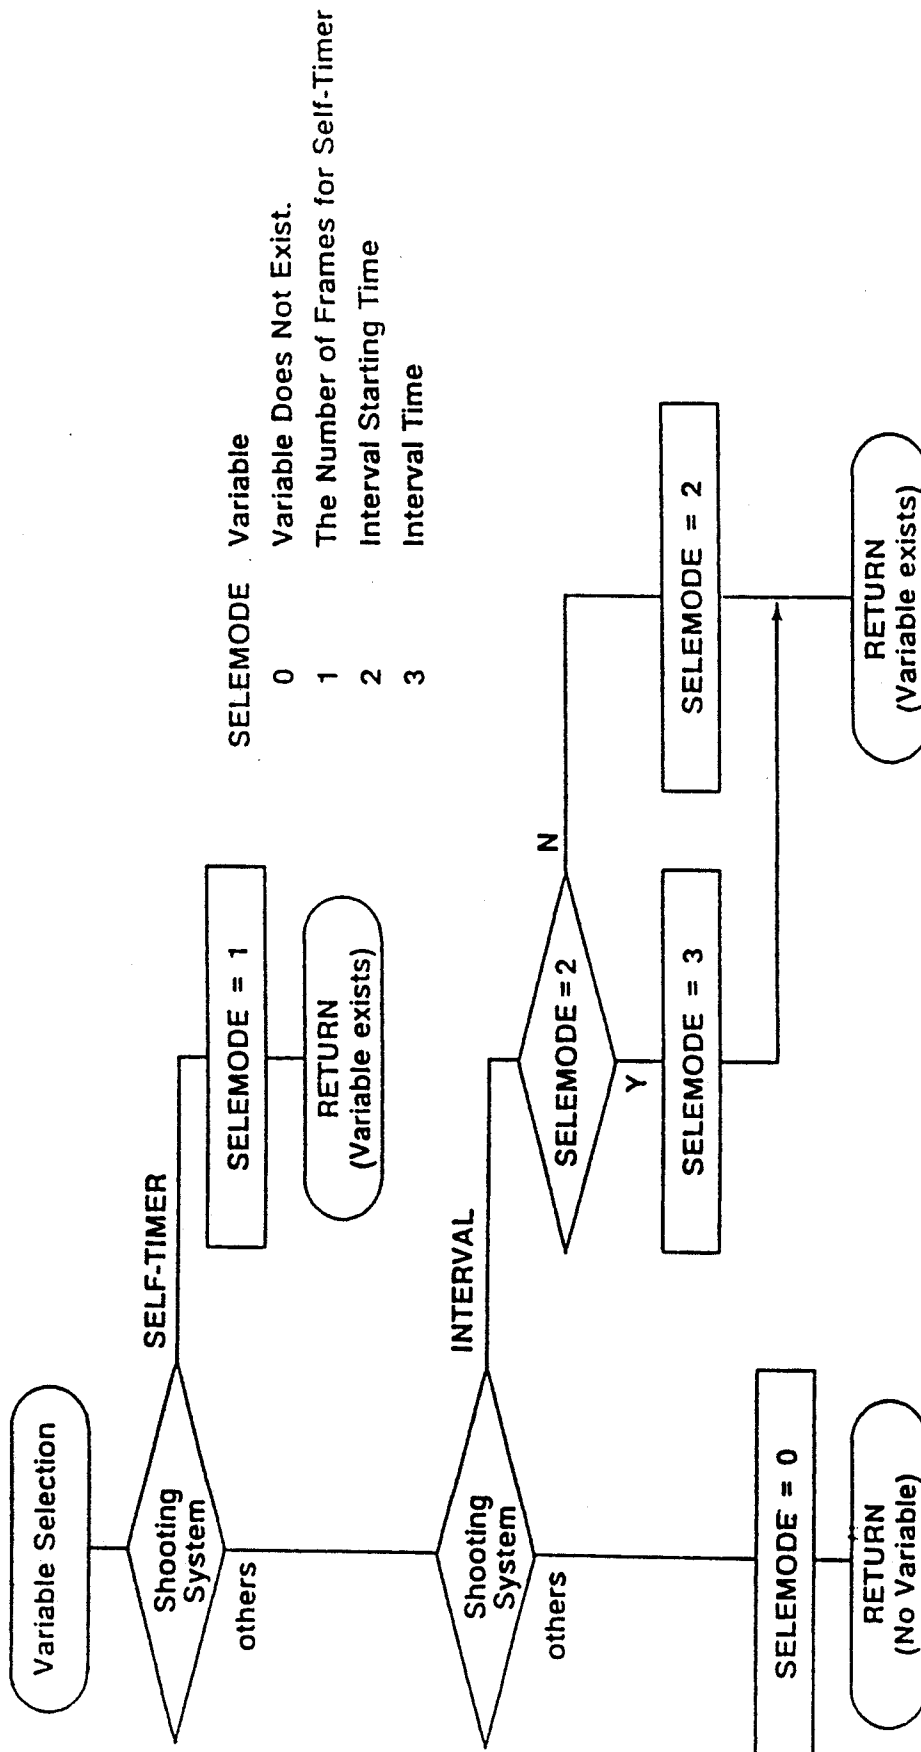 Variable Selection
Shooting
System
SELF-TIMER
others
SELEMODE = 1
RETURN
(Variable exists)
SELEMODE Variable
0 Variable Does Not Exist.
1 The Number of Frames for Self-Timer
2 Interval Starting Time
3 Interval Time
Shooting
System
INTERVAL
others
SELEMODE = 2
N
Y
SELEMODE = 3
SELEMODE = 2
RETURN
(Variable exists)
SELEMODE = 0
RETURN
(No Variable)